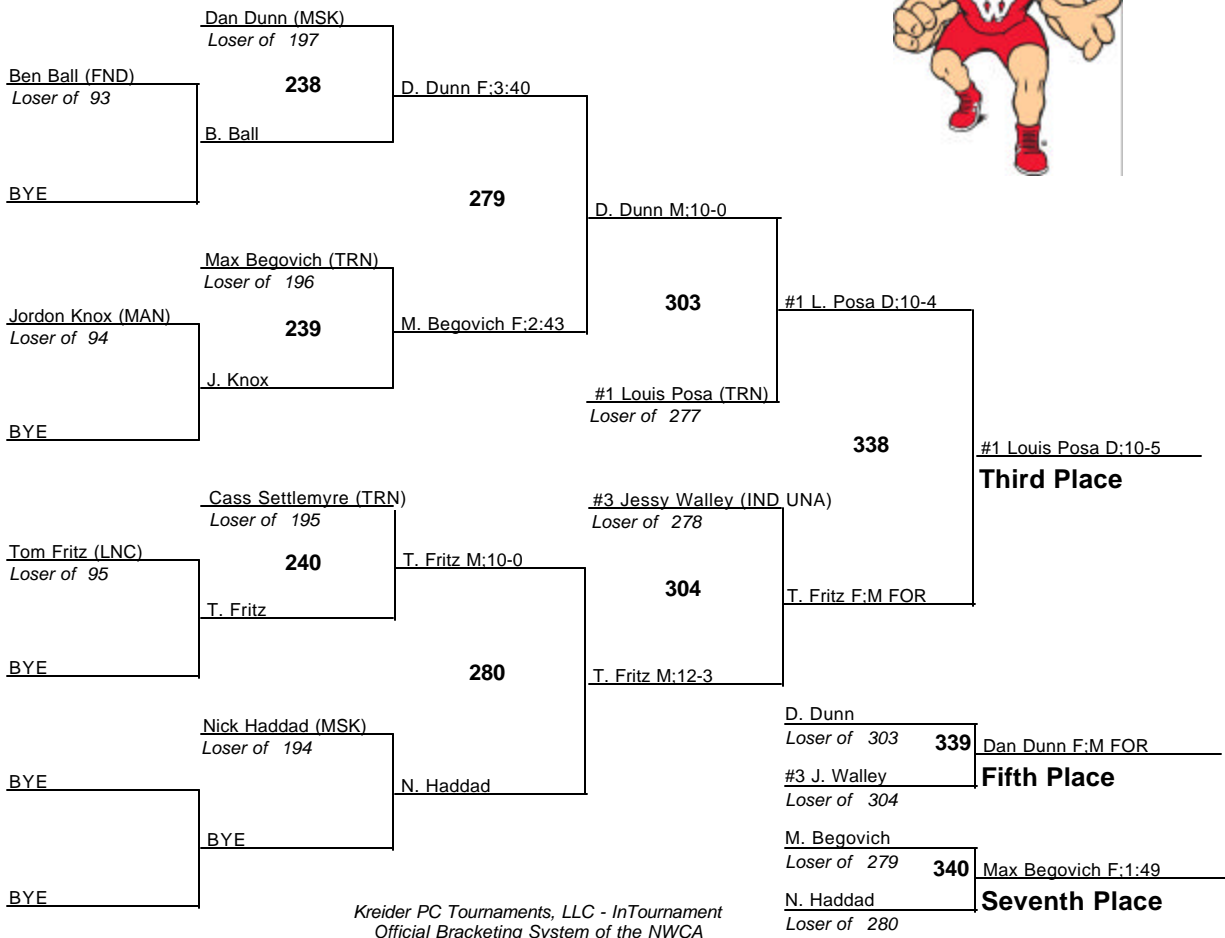 Dan Dunn (MSK)
Loser of 197
Ben Ball (FND)
Loser of 93
238
D. Dunn F;3:40
B. Ball
BYE
279
D. Dunn M;10-0
Max Begovich (TRN)
Loser of 196
Jordon Knox (MAN)
Loser of 94
239
M. Begovich F;2:43
303
#1 L. Posa D;10-4
J. Knox
#1 Louis Posa (TRN)
Loser of 277
BYE
338
#1 Louis Posa D;10-5
Third Place
Cass Settlemyre (TRN)
Loser of 195
#3 Jessy Walley (IND UNA)
Loser of 278
Tom Fritz (LNC)
Loser of 95
240
T. Fritz M;10-0
304
T. Fritz F;M FOR
T. Fritz
BYE
280
T. Fritz M;12-3
Nick Haddad (MSK)
Loser of 194
D. Dunn
Loser of 303
339
Dan Dunn F;M FOR
Fifth Place
#3 J. Walley
Loser of 304
BYE
N. Haddad
BYE
M. Begovich
Loser of 279
340
Max Begovich F;1:49
Seventh Place
N. Haddad
Loser of 280
BYE
Kreider PC Tournaments, LLC - InTournament
Official Bracketing System of the NWCA